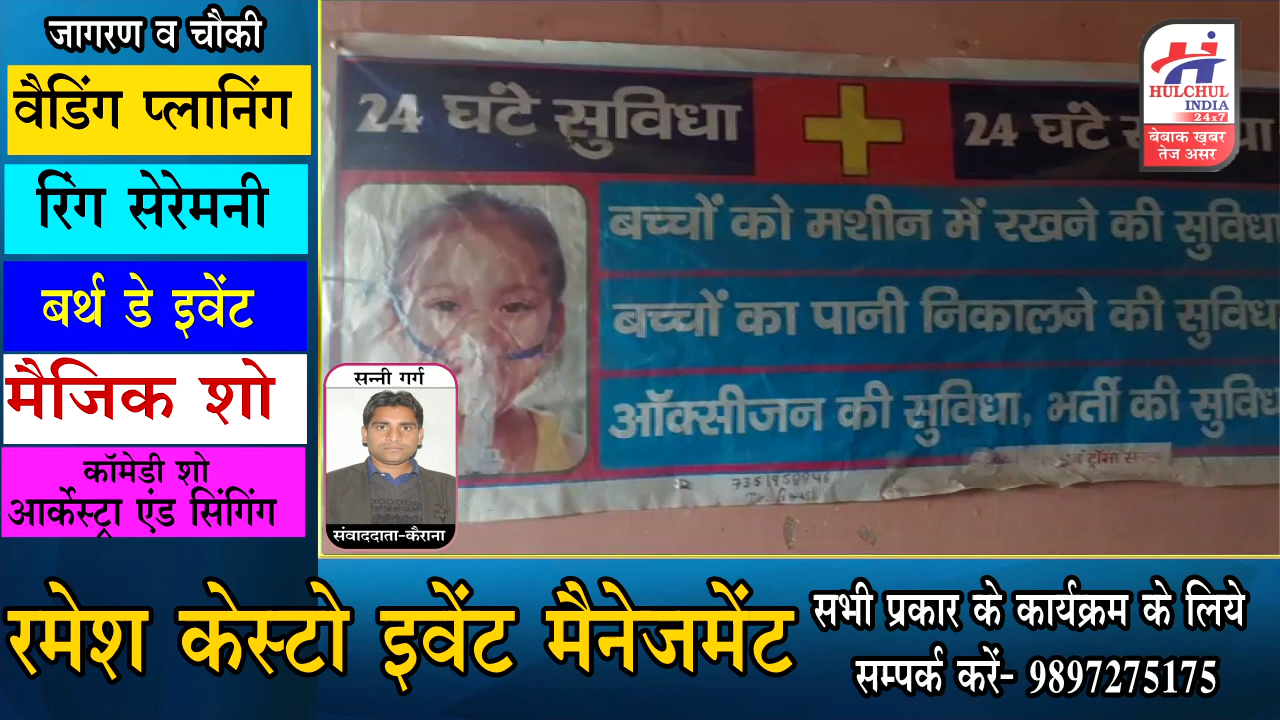 जागरण व चौकी
वैडिंग प्लानिंग
रिंग सेरेमनी
बर्थ डे इवेंट
मैजिक शो
कॉमेडी शो
आर्केस्ट्रा एंड सिंगिंग
24 घंटे सुविधा
24 घंटे
HULCHUL
INDIA
24x7
बेबाक ख़बर
तेज असर
बच्चों को मशीन में रखने की सुविधा
बच्चों का पानी निकालने की सुविधा
ऑक्सीजन की सुविधा, भर्ती की सुविधा
सन्नी गर्ग
संवाददाता-कैराना
रमेश केस्टो इवेंट मैनेजमेंट
सभी प्रकार के कार्यक्रम के लिये
सम्पर्क करें- 9897275175